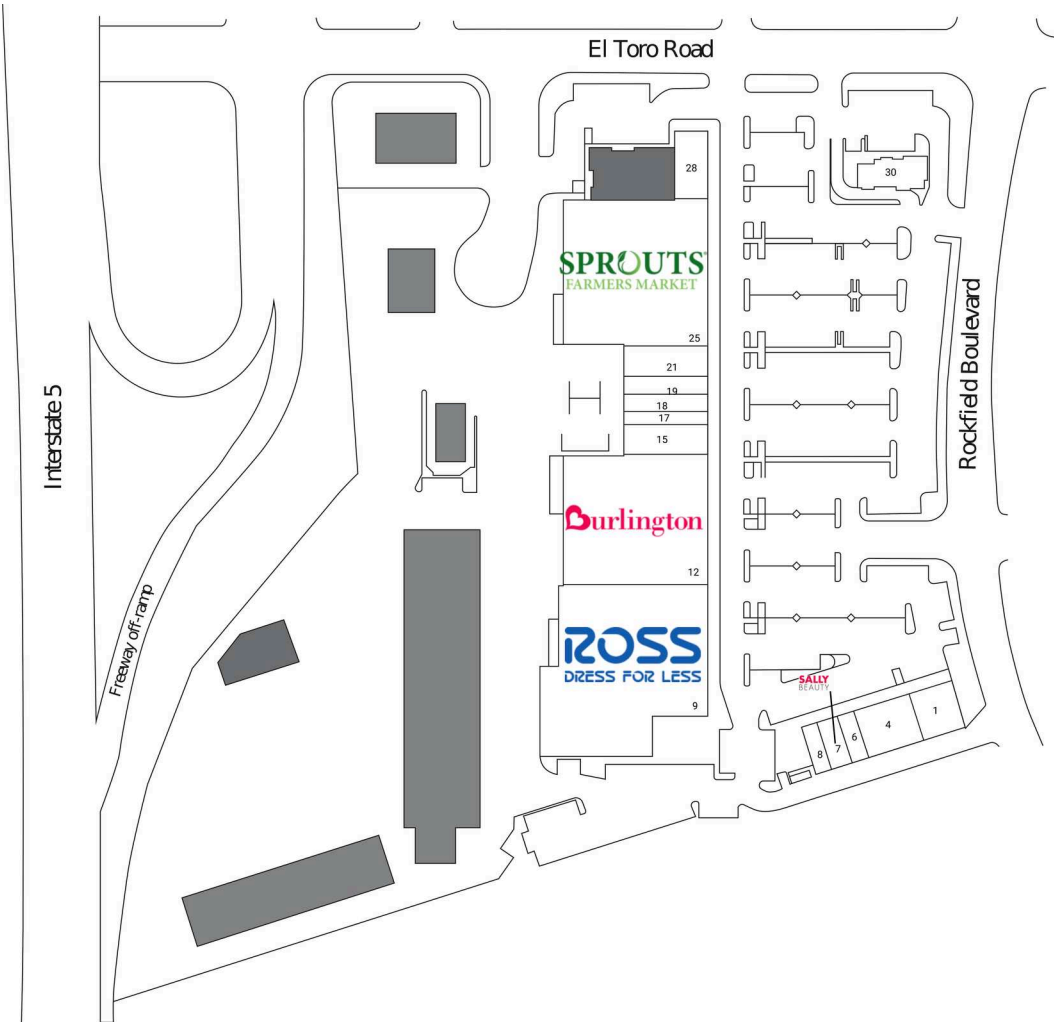 El Toro Road
28
30
SPROUTS
FARMERS MARKET
25
21
19
18
17
15
Interstate 5
Rockfield Boulevard
Burlington
12
Freeway off-ramp
ROSS
DRESS FOR LESS
9
SALLY
BEAUTY
1
4
6
7
8